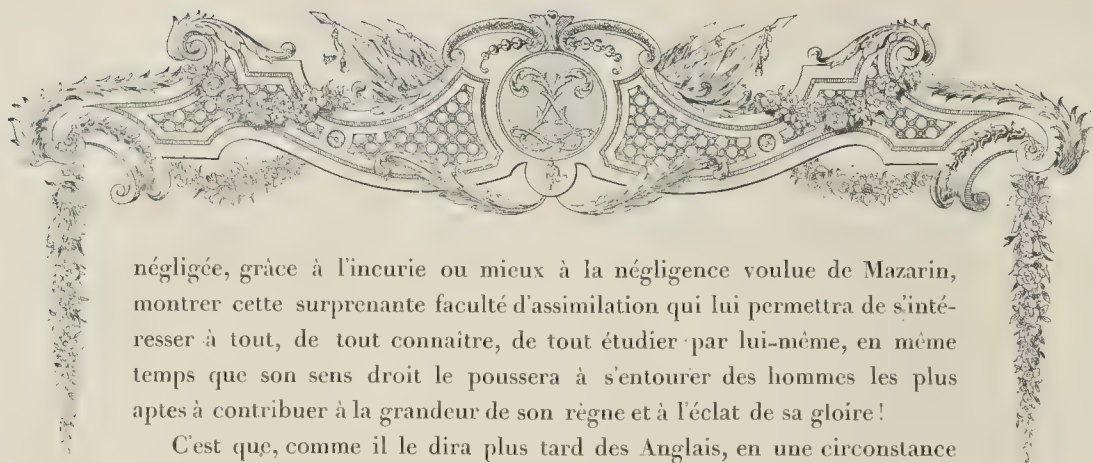 négligée, grâce à l'incurie ou mieux à la négligence voulue de Mazarin,
montrer cette surprenante faculté d'assimilation qui lui permettra de s'inté-
resser à tout, de tout connaître, de tout étudier par lui-même, en même
temps que son sens droit le poussera à s'entourer des hommes les plus
aptes à contribuer à la grandeur de son règne et à l'éclat de sa gloire!
C'est que, comme il le dira plus tard des Anglais, en une circonstance